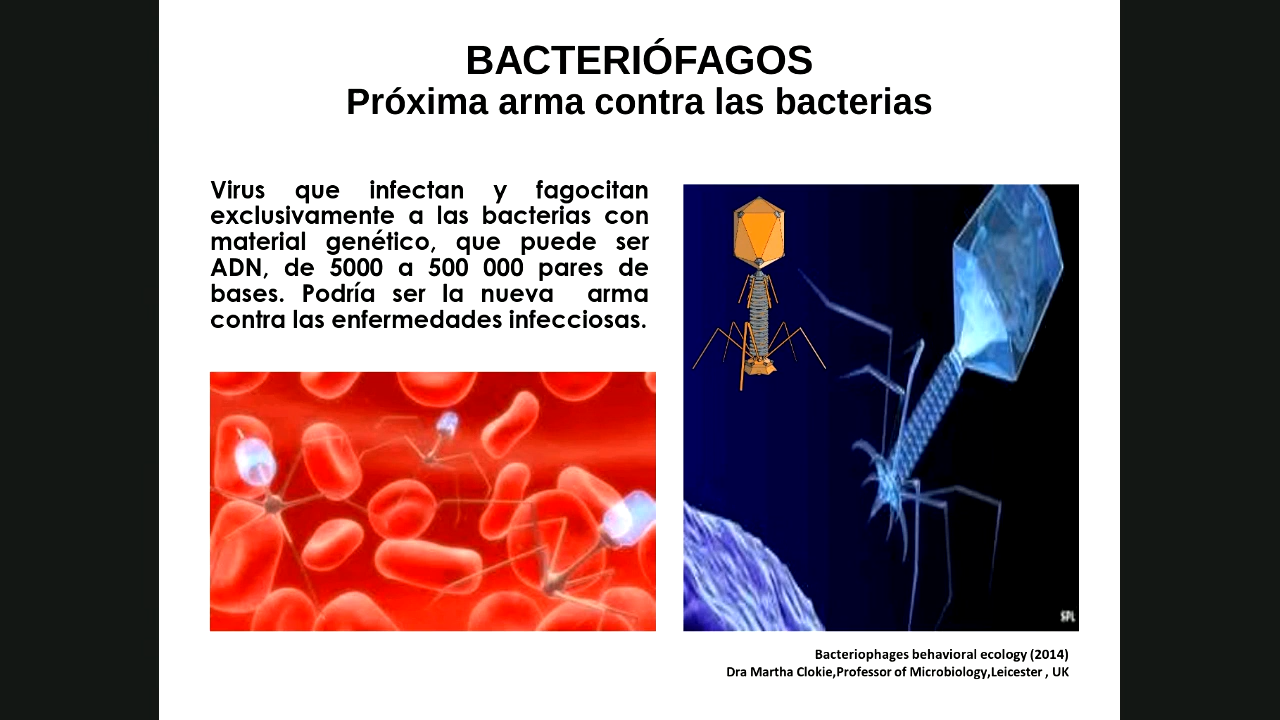 BACTERIÓFAGOS
Próxima arma contra las bacterias
Virus que infectan y fagocitan
exclusivamente a las bacterias con
material genético, que puede ser
ADN, de 5000 a 500 000 pares de
bases. Podría ser la nueva arma
contra las enfermedades infecciosas.
SPL
Bacteriophages behavioral ecology (2014)
Dra Martha Clokie,Professor of Microbiology,Leicester , UK